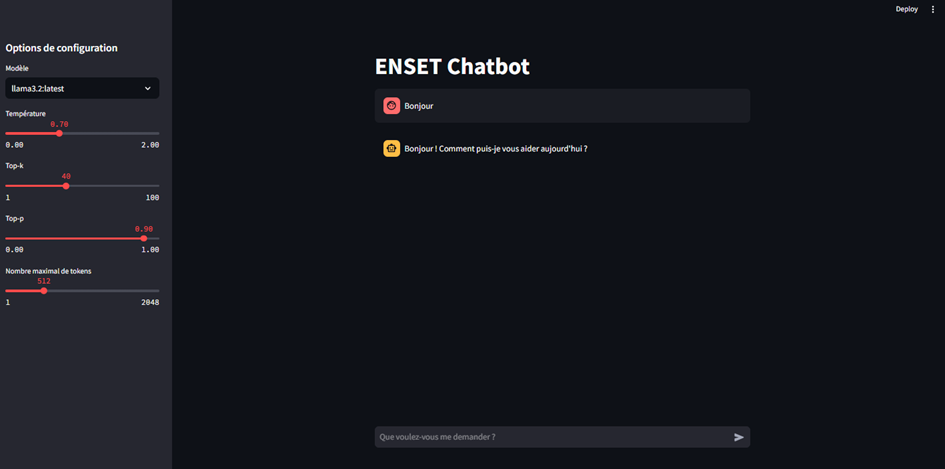 Deploy
Options de configuration
Modèle
llama3.2:latest
Température
0.70
0.00 2.00
Top-k
40
1 100
Top-p
0.90
0.00 1.00
Nombre maximal de tokens
512
1 2048
ENSET Chatbot
Bonjour
Bonjour ! Comment puis-je vous aider aujourd'hui ?
Que voulez-vous me demander ?